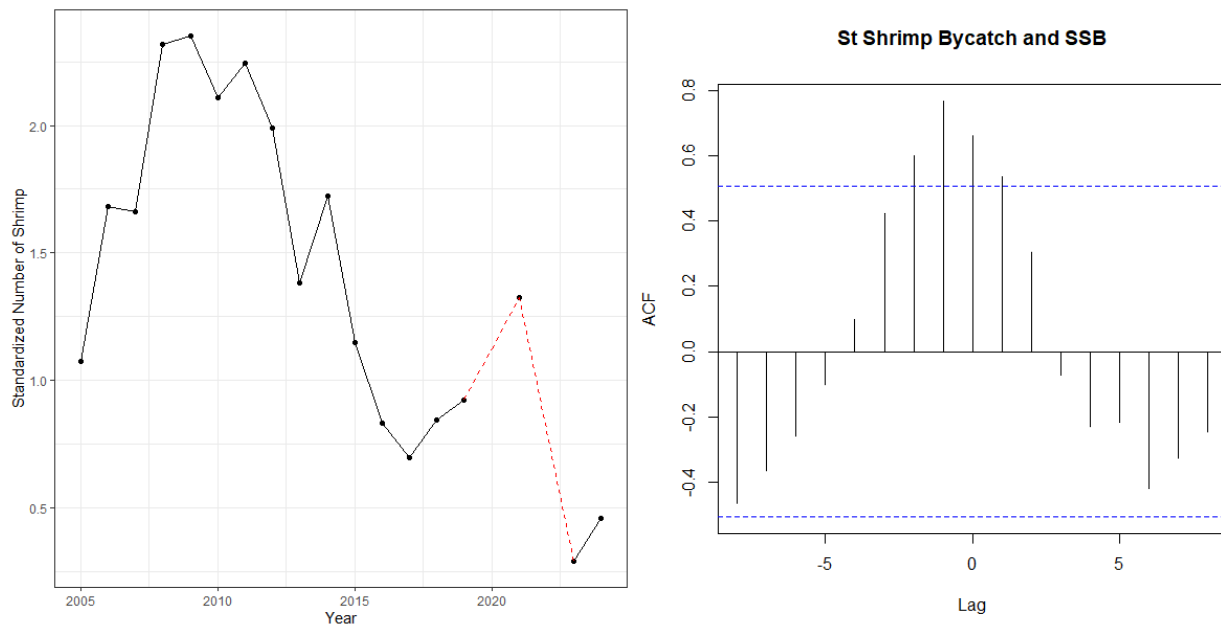 Standardized Number of Shrimp
2.0
1.5
1.0
0.5
2005 2010 2015 2020
Year
St Shrimp Bycatch and SSB
ACF
0.8
0.6
0.4
0.2
0.0
-0.2
-0.4
-5 0 5
Lag